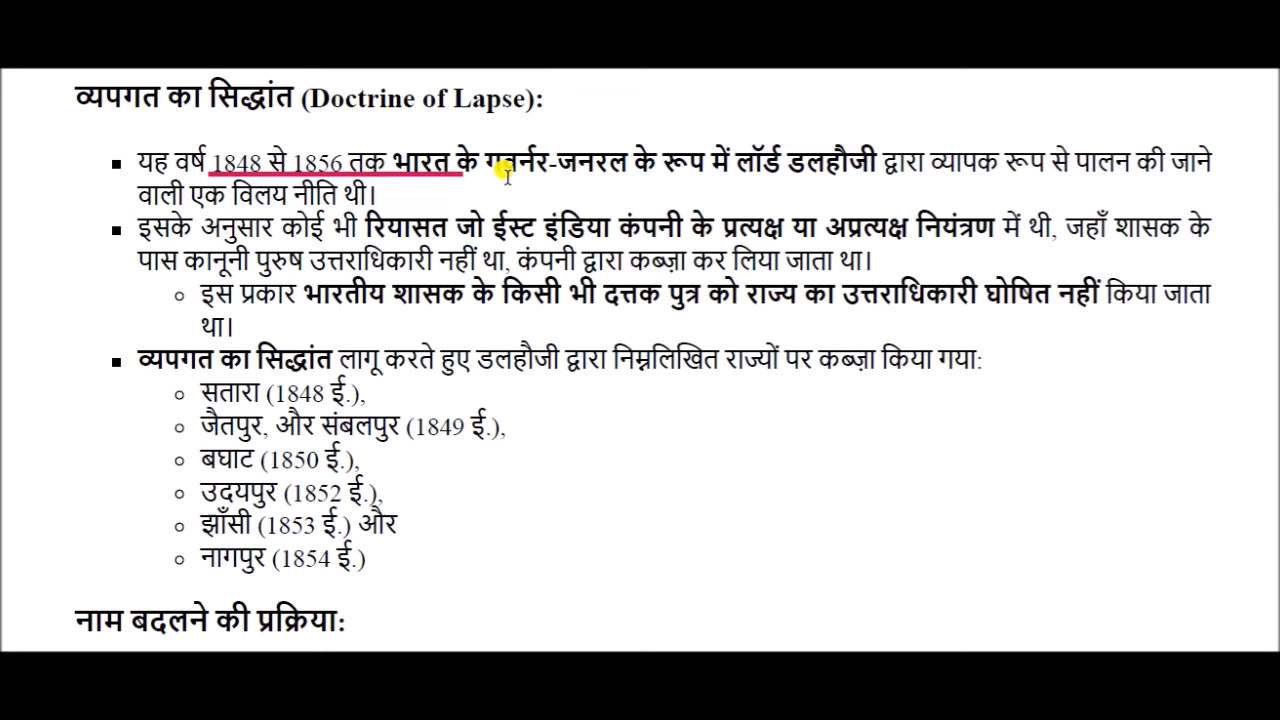 व्यपगत का सिद्धांत (Doctrine of Lapse):
▪ यह वर्ष 1848 से 1856 तक भारत के गवर्नर-जनरल के रूप में लॉर्ड डलहौजी द्वारा व्यापक रूप से पालन की जाने
वाली एक विलय नीति थी।
▪ इसके अनुसार कोई भी रियासत जो ईस्ट इंडिया कंपनी के प्रत्यक्ष या अप्रत्यक्ष नियंत्रण में थी, जहाँ शासक के
पास कानूनी पुरुष उत्तराधिकारी नहीं था, कंपनी द्वारा कब्ज़ा कर लिया जाता था।
○ इस प्रकार भारतीय शासक के किसी भी दत्तक पुत्र को राज्य का उत्तराधिकारी घोषित नहीं किया जाता
था।
▪ व्यपगत का सिद्धांत लागू करते हुए डलहौजी द्वारा निम्नलिखित राज्यों पर कब्ज़ा किया गया:
○ सतारा (1848 ई.),
○ जैतपुर, और संबलपुर (1849 ई.),
○ बघाट (1850 ई.),
○ उदयपुर (1852 ई.),
○ झाँसी (1853 ई.) और
○ नागपुर (1854 ई.)
नाम बदलने की प्रक्रिया: